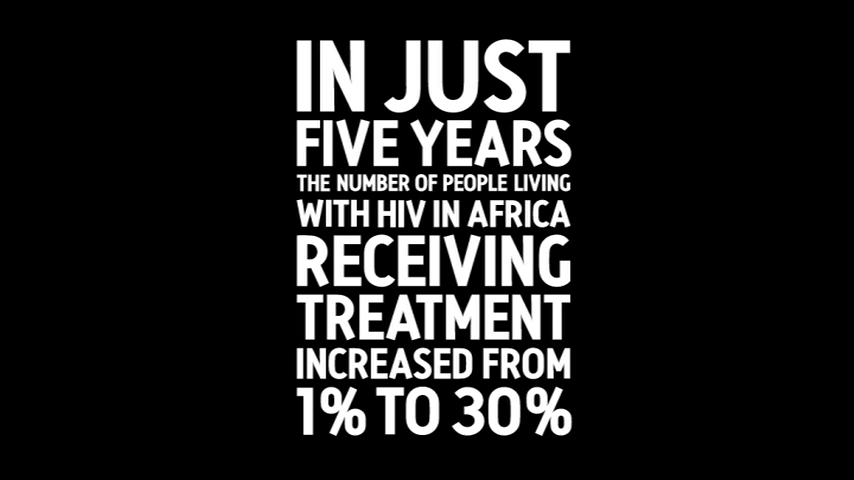 IN JUST
FIVE YEARS
THE NUMBER OF PEOPLE LIVING
WITH HIV IN AFRICA
RECEIVING
TREATMENT
INCREASED FROM
1% TO 30%